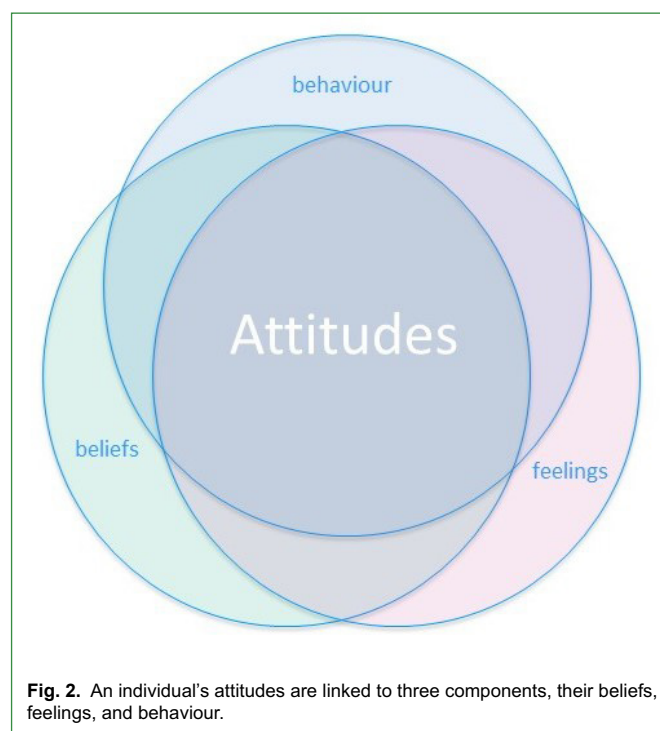 behaviour
Attitudes
beliefs
feelings
Fig. 2. An individual’s attitudes are linked to three components, their beliefs,
feelings, and behaviour.